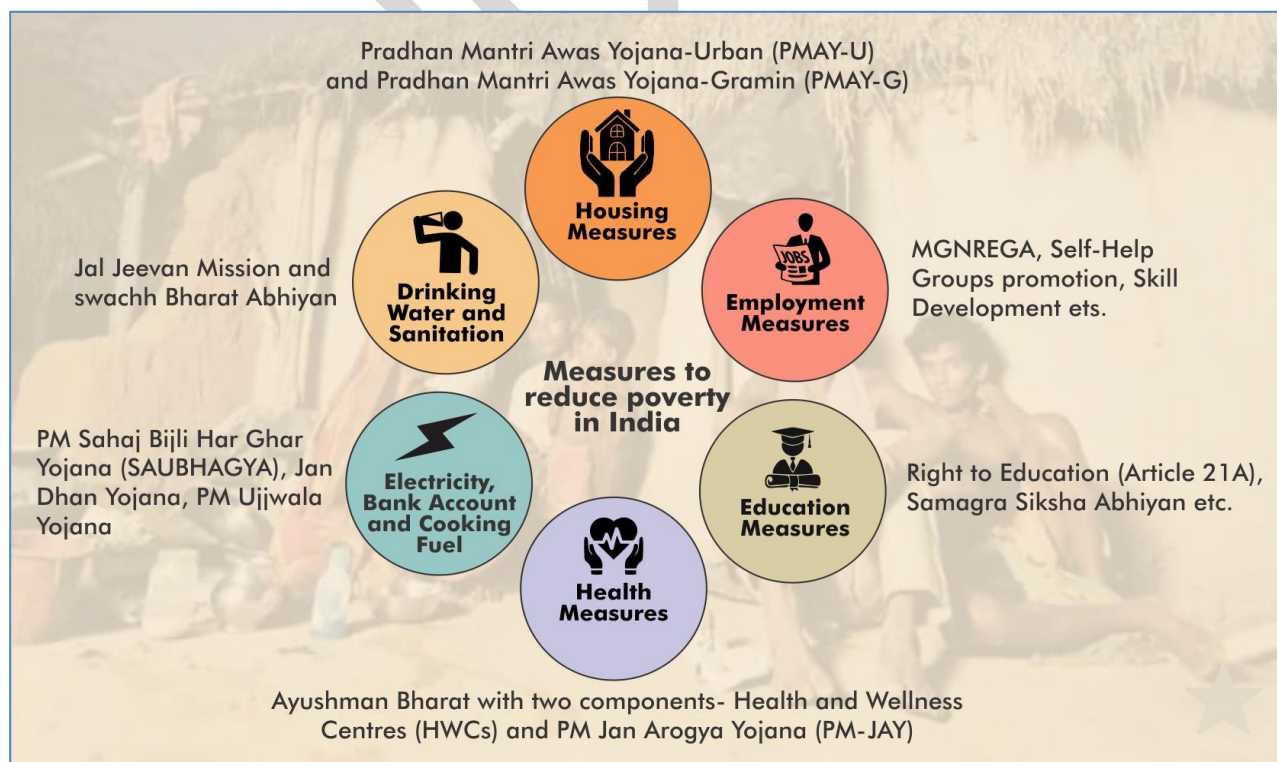 Pradhan Mantri Awas Yojana-Urban (PMAY-U)
and Pradhan Mantri Awas Yojana-Gramin (PMAY-G)
Housing
Measures
JOBS
Employment
Measures
MGNREGA, Self-Help
Groups promotion, Skill
Development ets.
Jal Jeevan Mission and
swachh Bharat Abhiyan
Drinking
Water and
Sanitation
Measures to
reduce poverty
in India
PM Sahaj Bijli Har Ghar
Yojana (SAUBHAGYA), Jan
Dhan Yojana, PM Ujjwala
Yojana
Electricity,
Bank Account
and Cooking
Fuel
Education
Measures
Right to Education (Article 21A),
Samagra Siksha Abhiyan etc.
Health
Measures
Ayushman Bharat with two components- Health and Wellness
Centres (HWCs) and PM Jan Arogya Yojana (PM-JAY)